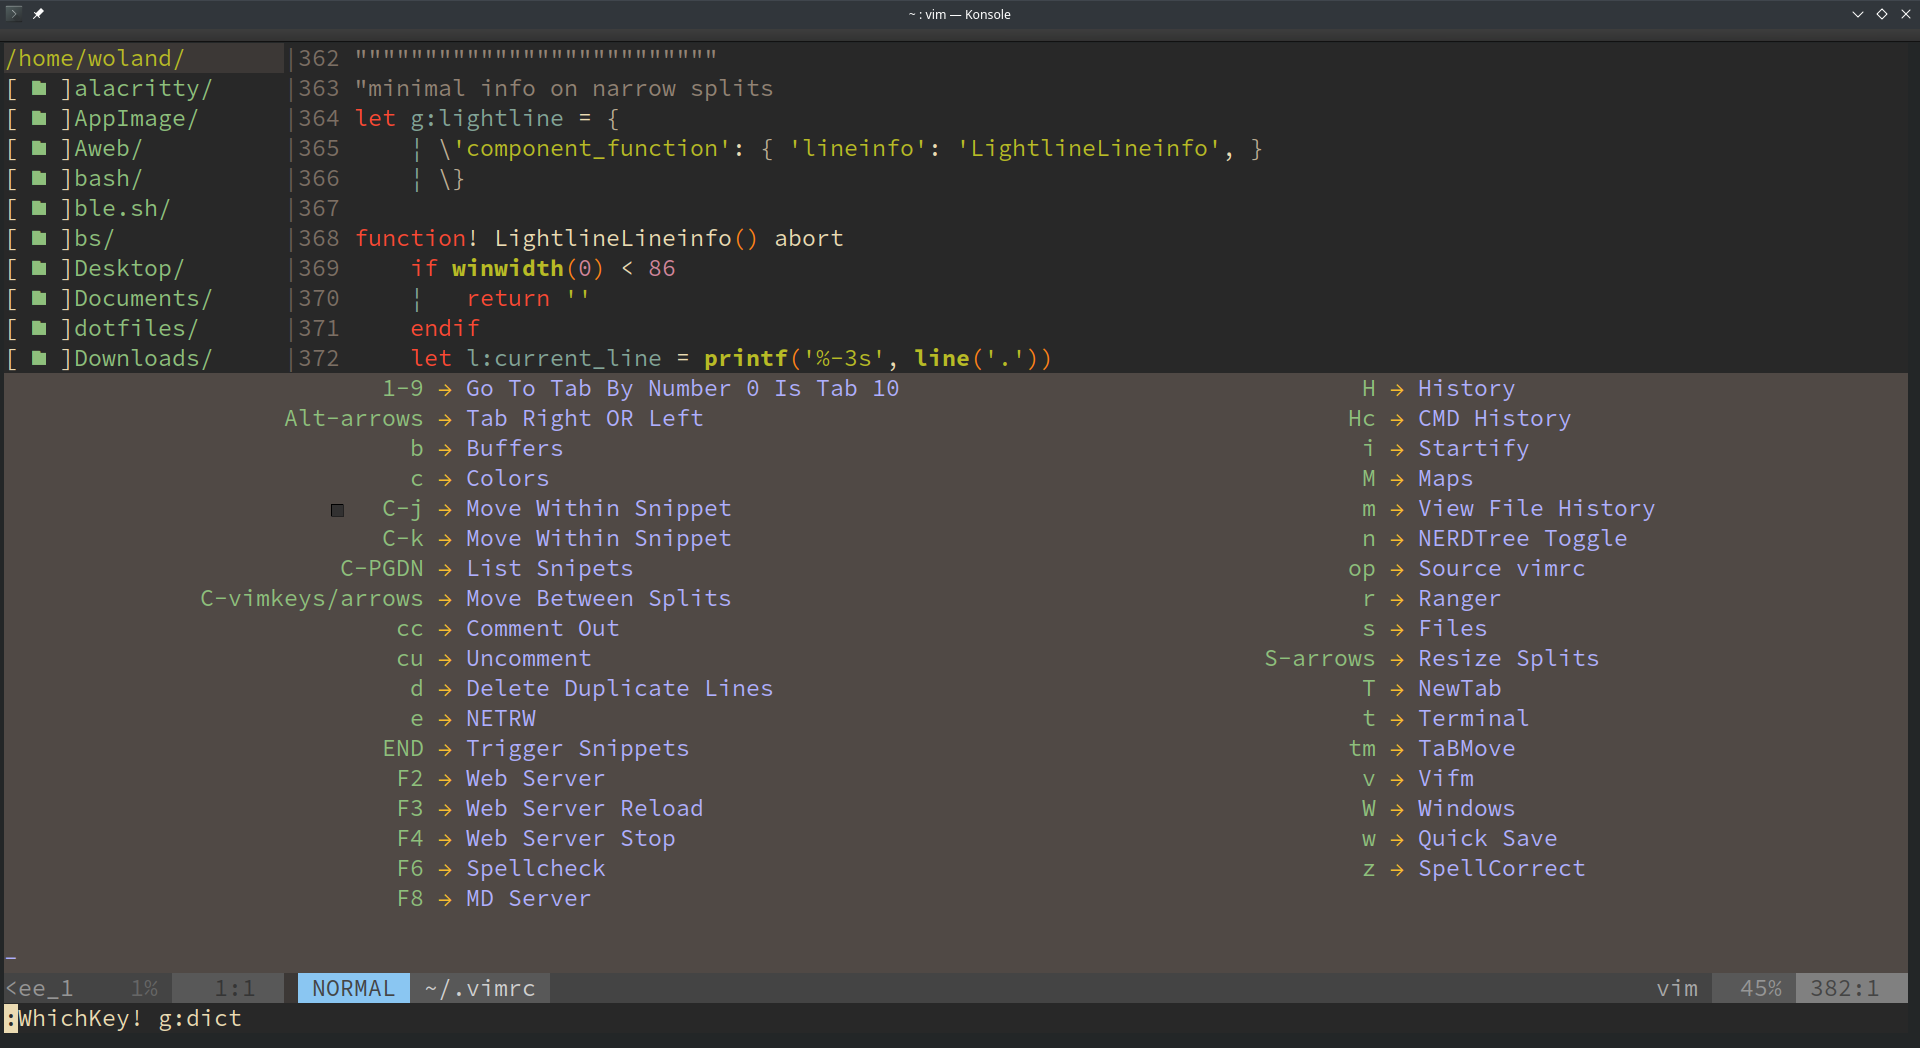 ~ : vim — Konsole
/home/woland/
[ ]alacritty/
[ ]AppImage/
[ ]Aweb/
[ ]bash/
[ ]ble.sh/
[ ]bs/
[ ]Desktop/
[ ]Documents/
[ ]dotfiles/
[ ]Downloads/
362 """"""""""""""""""""""""""
363 "minimal info on narrow splits
364 let g:lightline = {
365 ¦ \'component_function': { 'lineinfo': 'LightlineLineinfo', }
366 ¦ \}
367
368 function! LightlineLineinfo() abort
369 if winwidth(0) < 86
370 ¦ return ''
371 endif
372 let l:current_line = printf('%-3s', line('.'))
1-9 → Go To Tab By Number 0 Is Tab 10
Alt-arrows → Tab Right OR Left
b → Buffers
c → Colors
C-j → Move Within Snippet
C-k → Move Within Snippet
C-PGDN → List Snipets
C-vimkeys/arrows → Move Between Splits
cc → Comment Out
cu → Uncomment
d → Delete Duplicate Lines
e → NETRW
END → Trigger Snippets
F2 → Web Server
F3 → Web Server Reload
F4 → Web Server Stop
F6 → Spellcheck
F8 → MD Server
H → History
Hc → CMD History
i → Startify
M → Maps
m → View File History
n → NERDTree Toggle
op → Source vimrc
r → Ranger
s → Files
S-arrows → Resize Splits
T → NewTab
t → Terminal
tm → TaBMove
v → Vifm
W → Windows
w → Quick Save
z → SpellCorrect
<ee_1 1% 1:1 NORMAL ~/.vimrc vim 45% 382:1
:WhichKey! g:dict